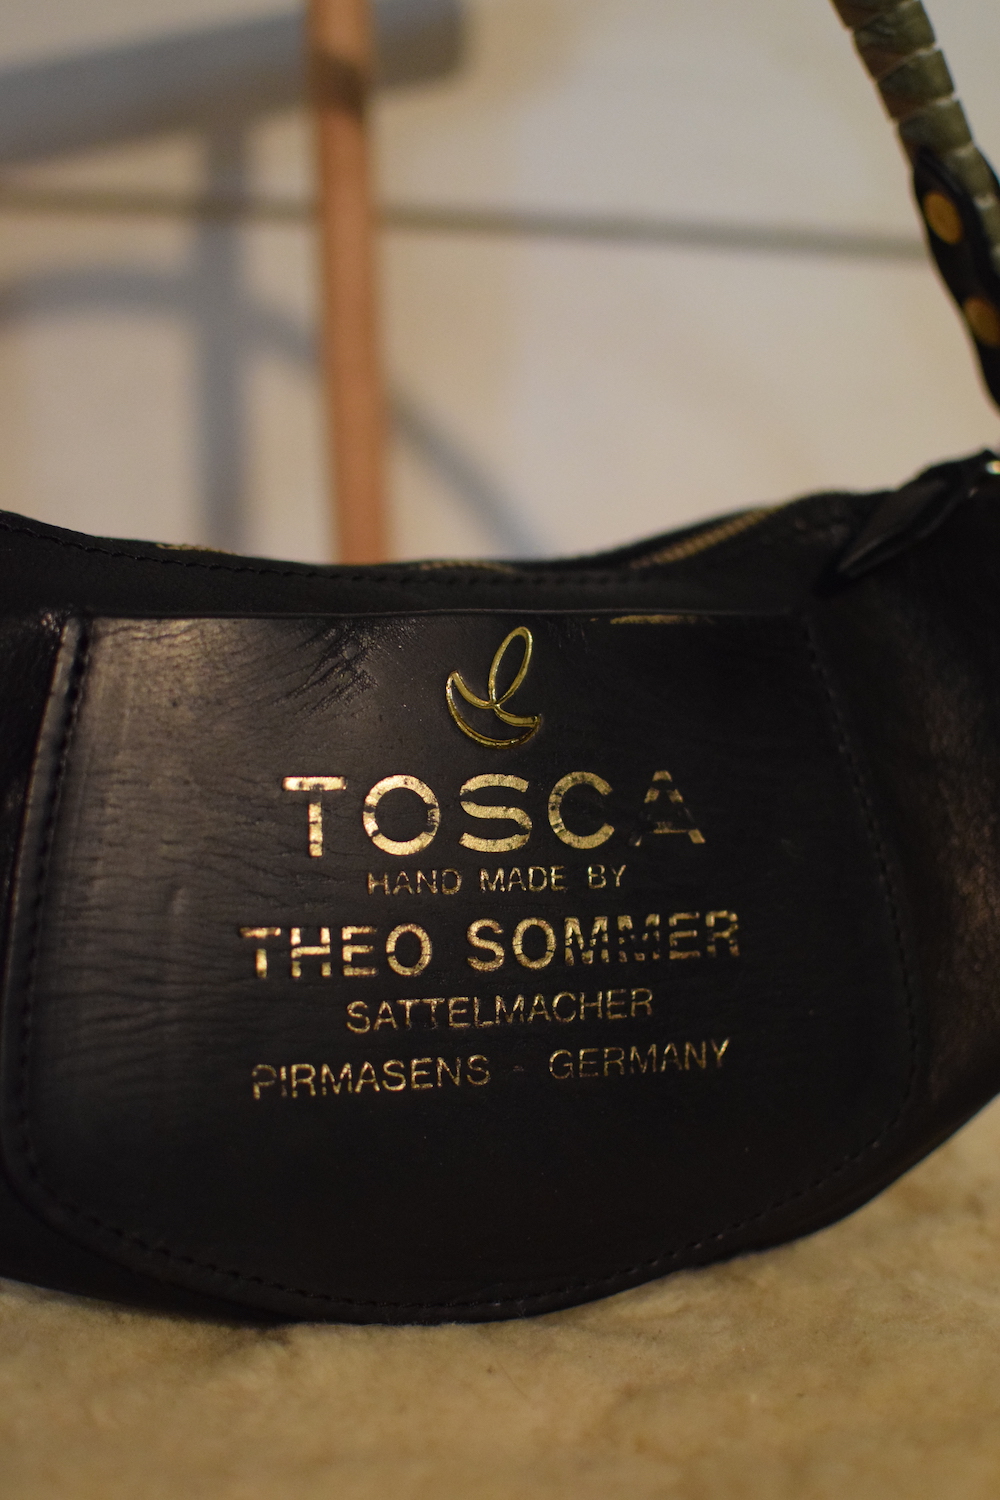 TOSCA
HAND MADE BY
THEO SOMMER
SATTELMACHER
PIRMASENS - GERMANY